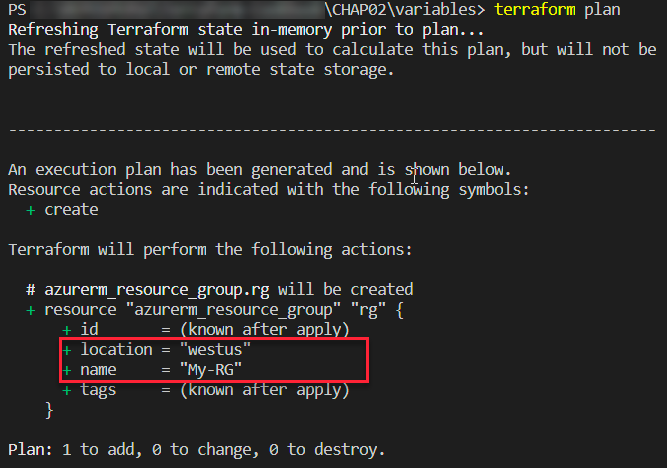 PS \CHAP02\variables> terraform plan
Refreshing Terraform state in-memory prior to plan...
The refreshed state will be used to calculate this plan, but will not be
persisted to local or remote state storage.
------------------------------------------------------------------------
An execution plan has been generated and is shown below.
Resource actions are indicated with the following symbols:
+ create
Terraform will perform the following actions:
# azurerm_resource_group.rg will be created
+ resource "azurerm_resource_group" "rg" {
+ id       = (known after apply)
+ location = "westus"
+ name     = "My-RG"
+ tags     = (known after apply)
}
Plan: 1 to add, 0 to change, 0 to destroy.